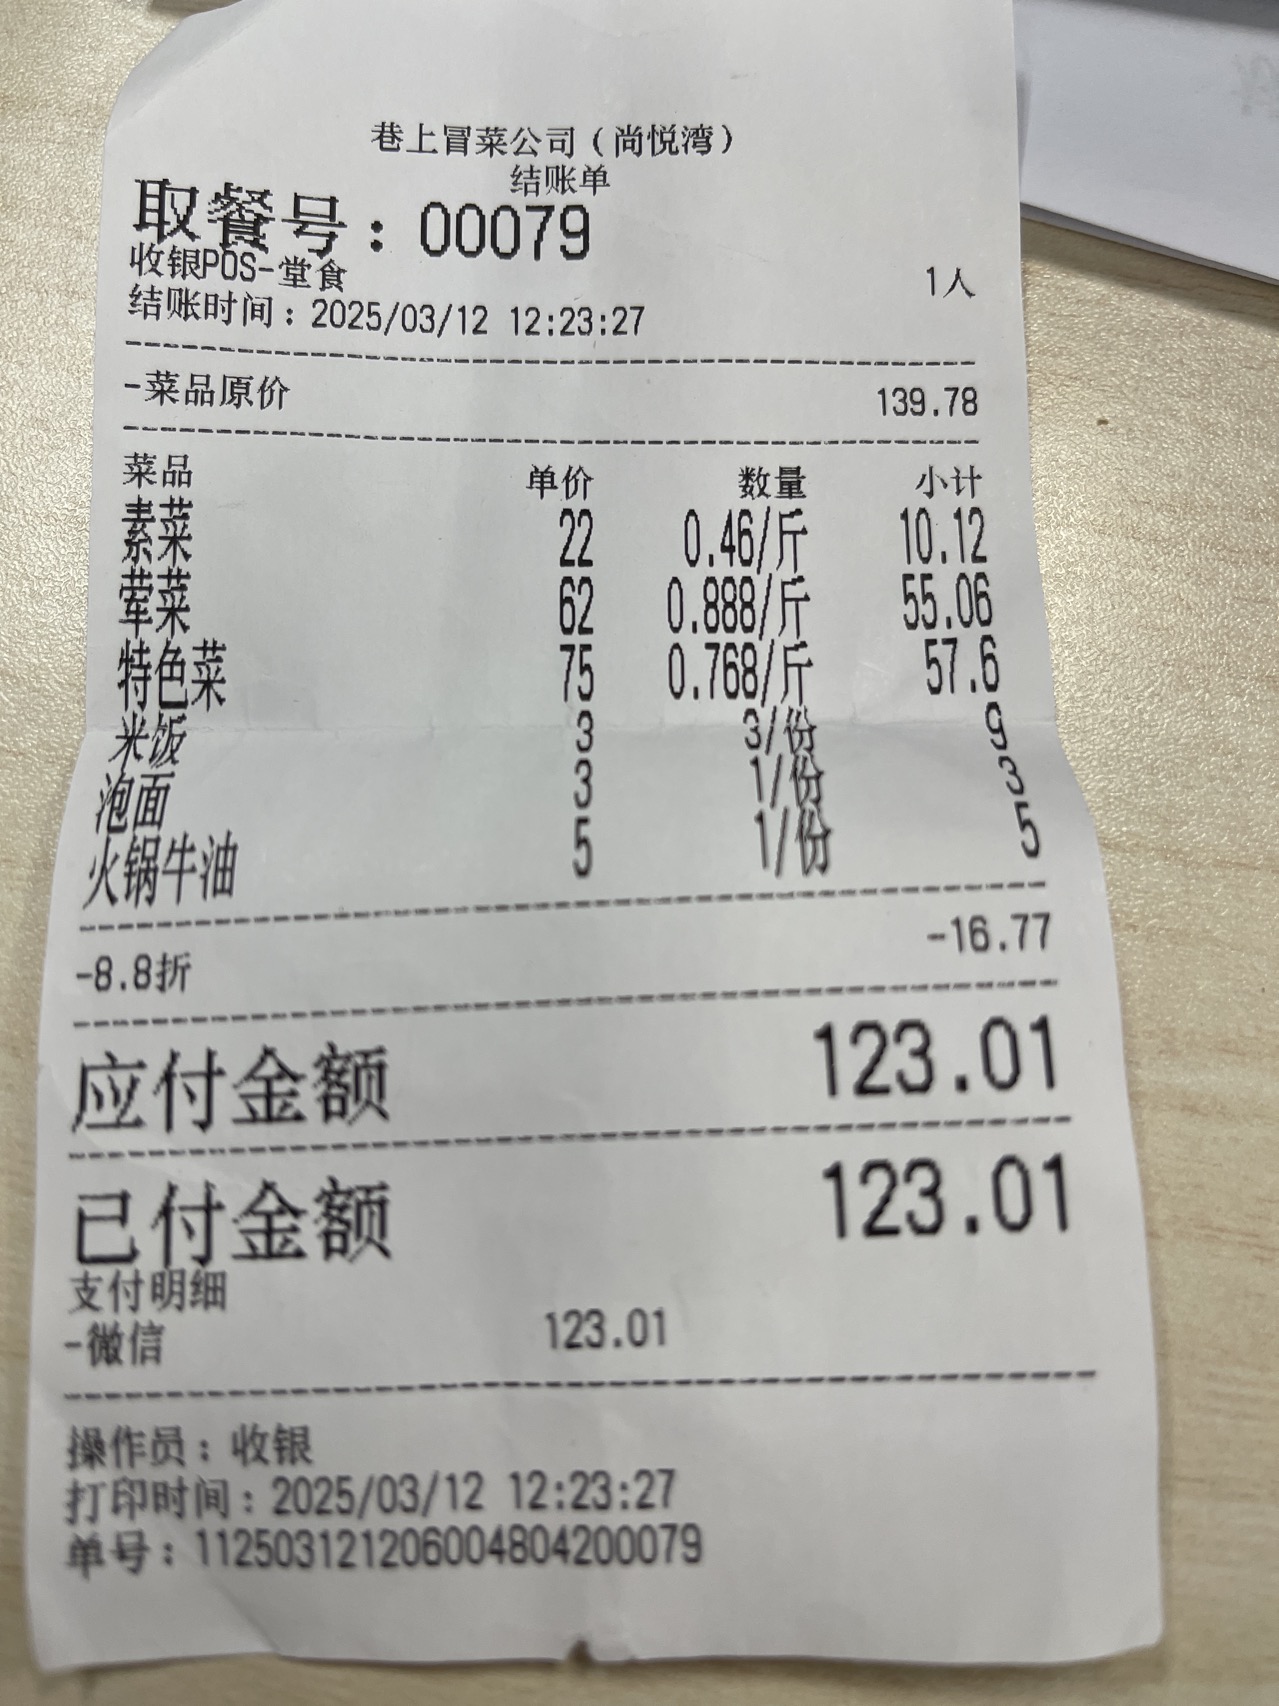 巷上冒菜公司（尚悦湾）
结账单
取餐号：00079
收银POS-堂食 1人
结账时间：2025/03/12 12:23:27
-菜品原价 139.78
菜品 单价 数量 小计
素菜 22 0.46/斤 10.12
荤菜 62 0.888/斤 55.06
特色菜 75 0.768/斤 57.6
米饭 3 3/份 9
泡面 3 1/份 3
火锅牛油 5 1/份 5
-8.8折 -16.77
应付金额 123.01
已付金额 123.01
支付明细
-微信 123.01
操作员：收银
打印时间：2025/03/12 12:23:27
单号：1125031212060048042​00079